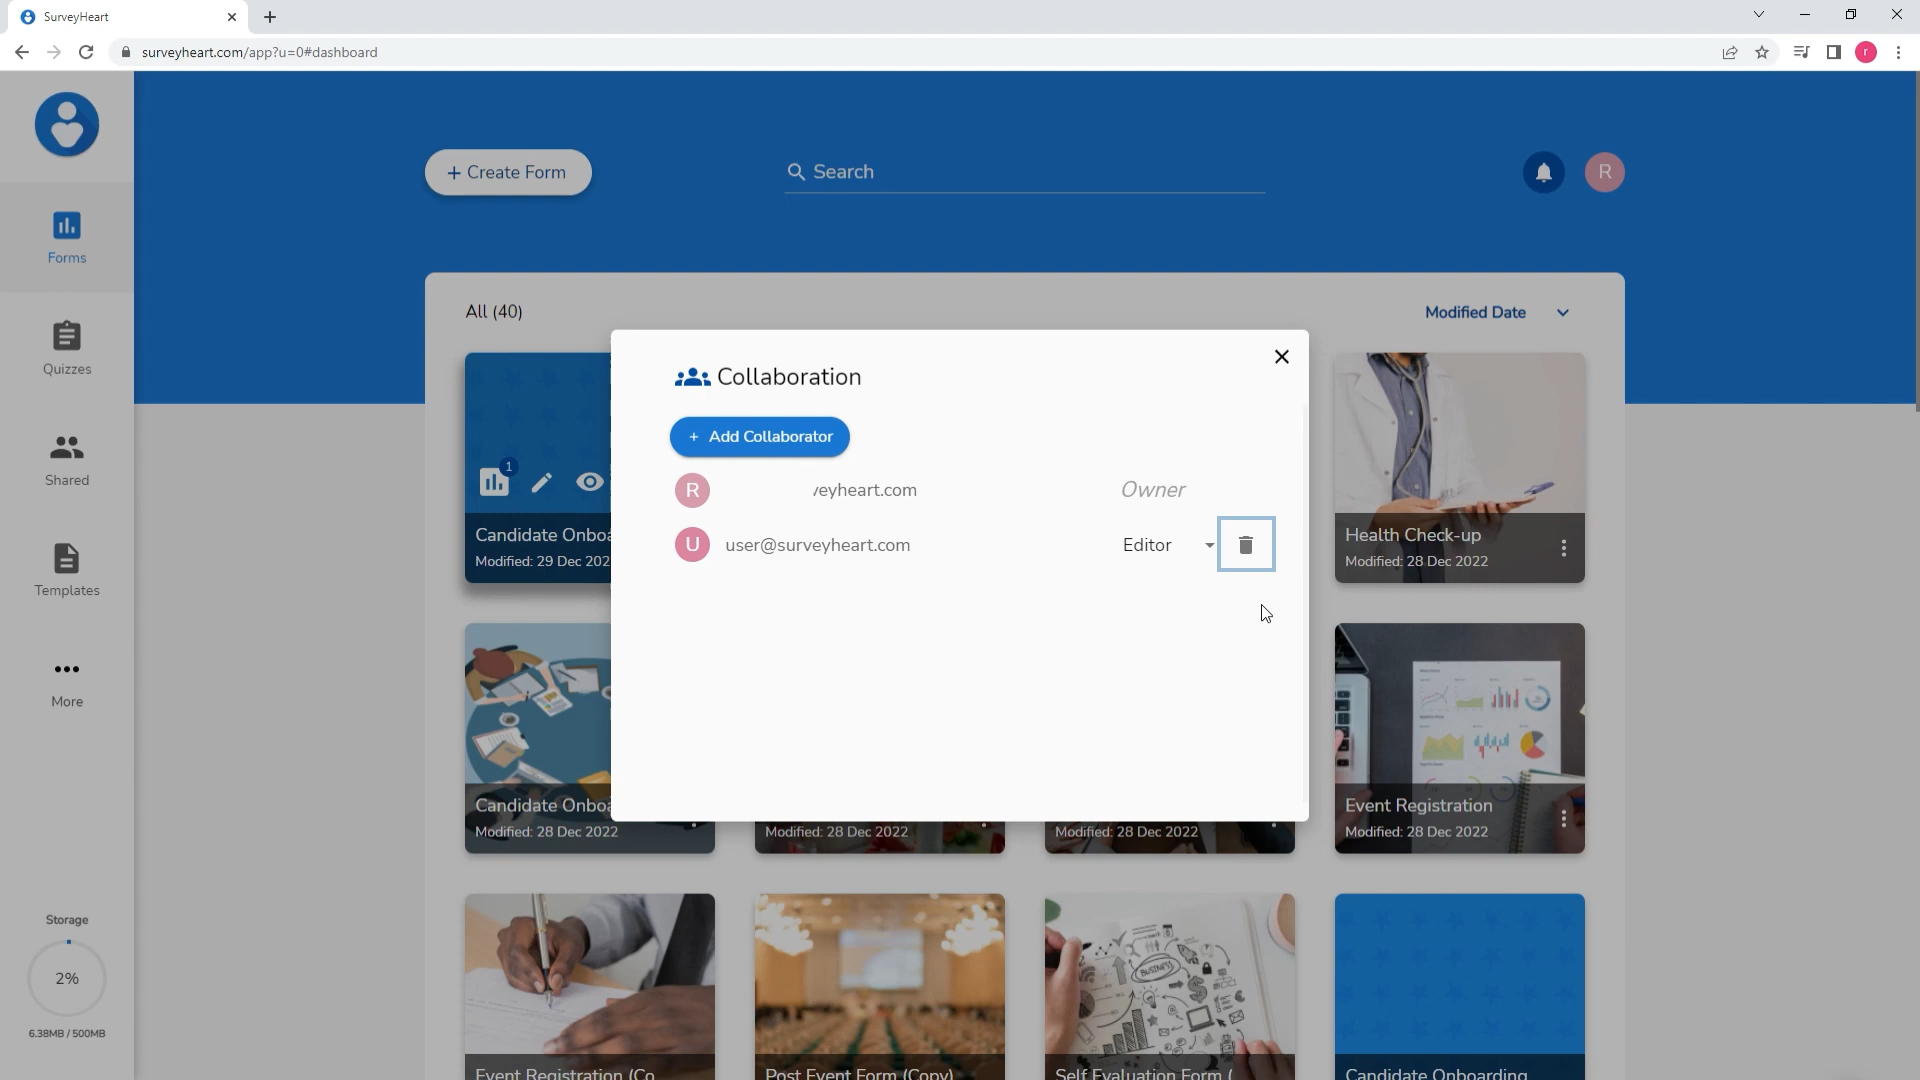 SurveyHeart
surveyheart.com/app?u=0#dashboard
r
+ Create Form
Search
R
Forms
Quizzes
Shared
Templates
More
Storage
2%
6.38MB / 500MB
All (40)
Modified Date
Collaboration
+ Add Collaborator
R veyheart.com Owner
U user@surveyheart.com Editor
1
Candidate Onboa
Modified: 29 Dec 202
Health Check-up
Modified: 28 Dec 2022
Candidate Onboa
Modified: 28 Dec 2022
Modified: 28 Dec 2022
Modified: 28 Dec 2022
Event Registration
Modified: 28 Dec 2022
BUSINESS
Event Registration (Co
Post Event Form (Copy)
Self Evaluation Form (
Candidate Onboarding